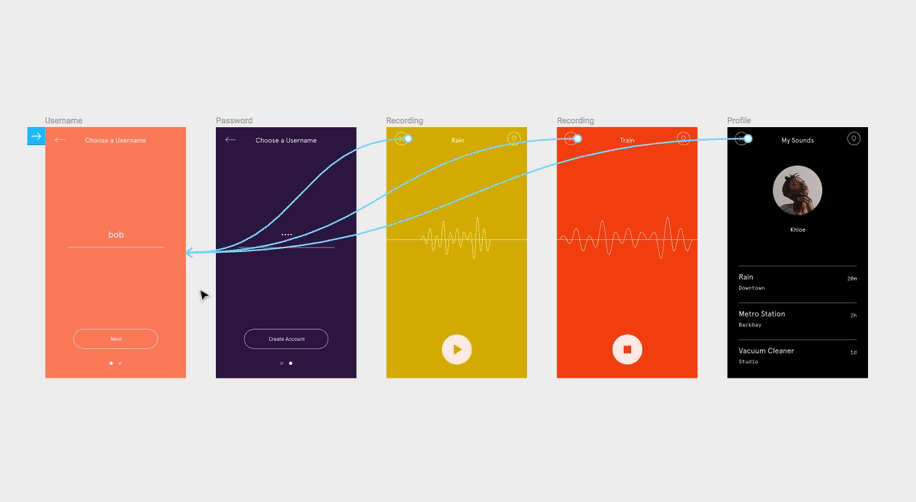 Username
Choose a Username
bob
Next
Password
Choose a Username
Create Account
Recording
Rain
Recording
Train
Profile
My Sounds
Khloe
Rain
20m
Downtown
Metro Station
2h
Backbay
Vacuum Cleaner
1d
Studio